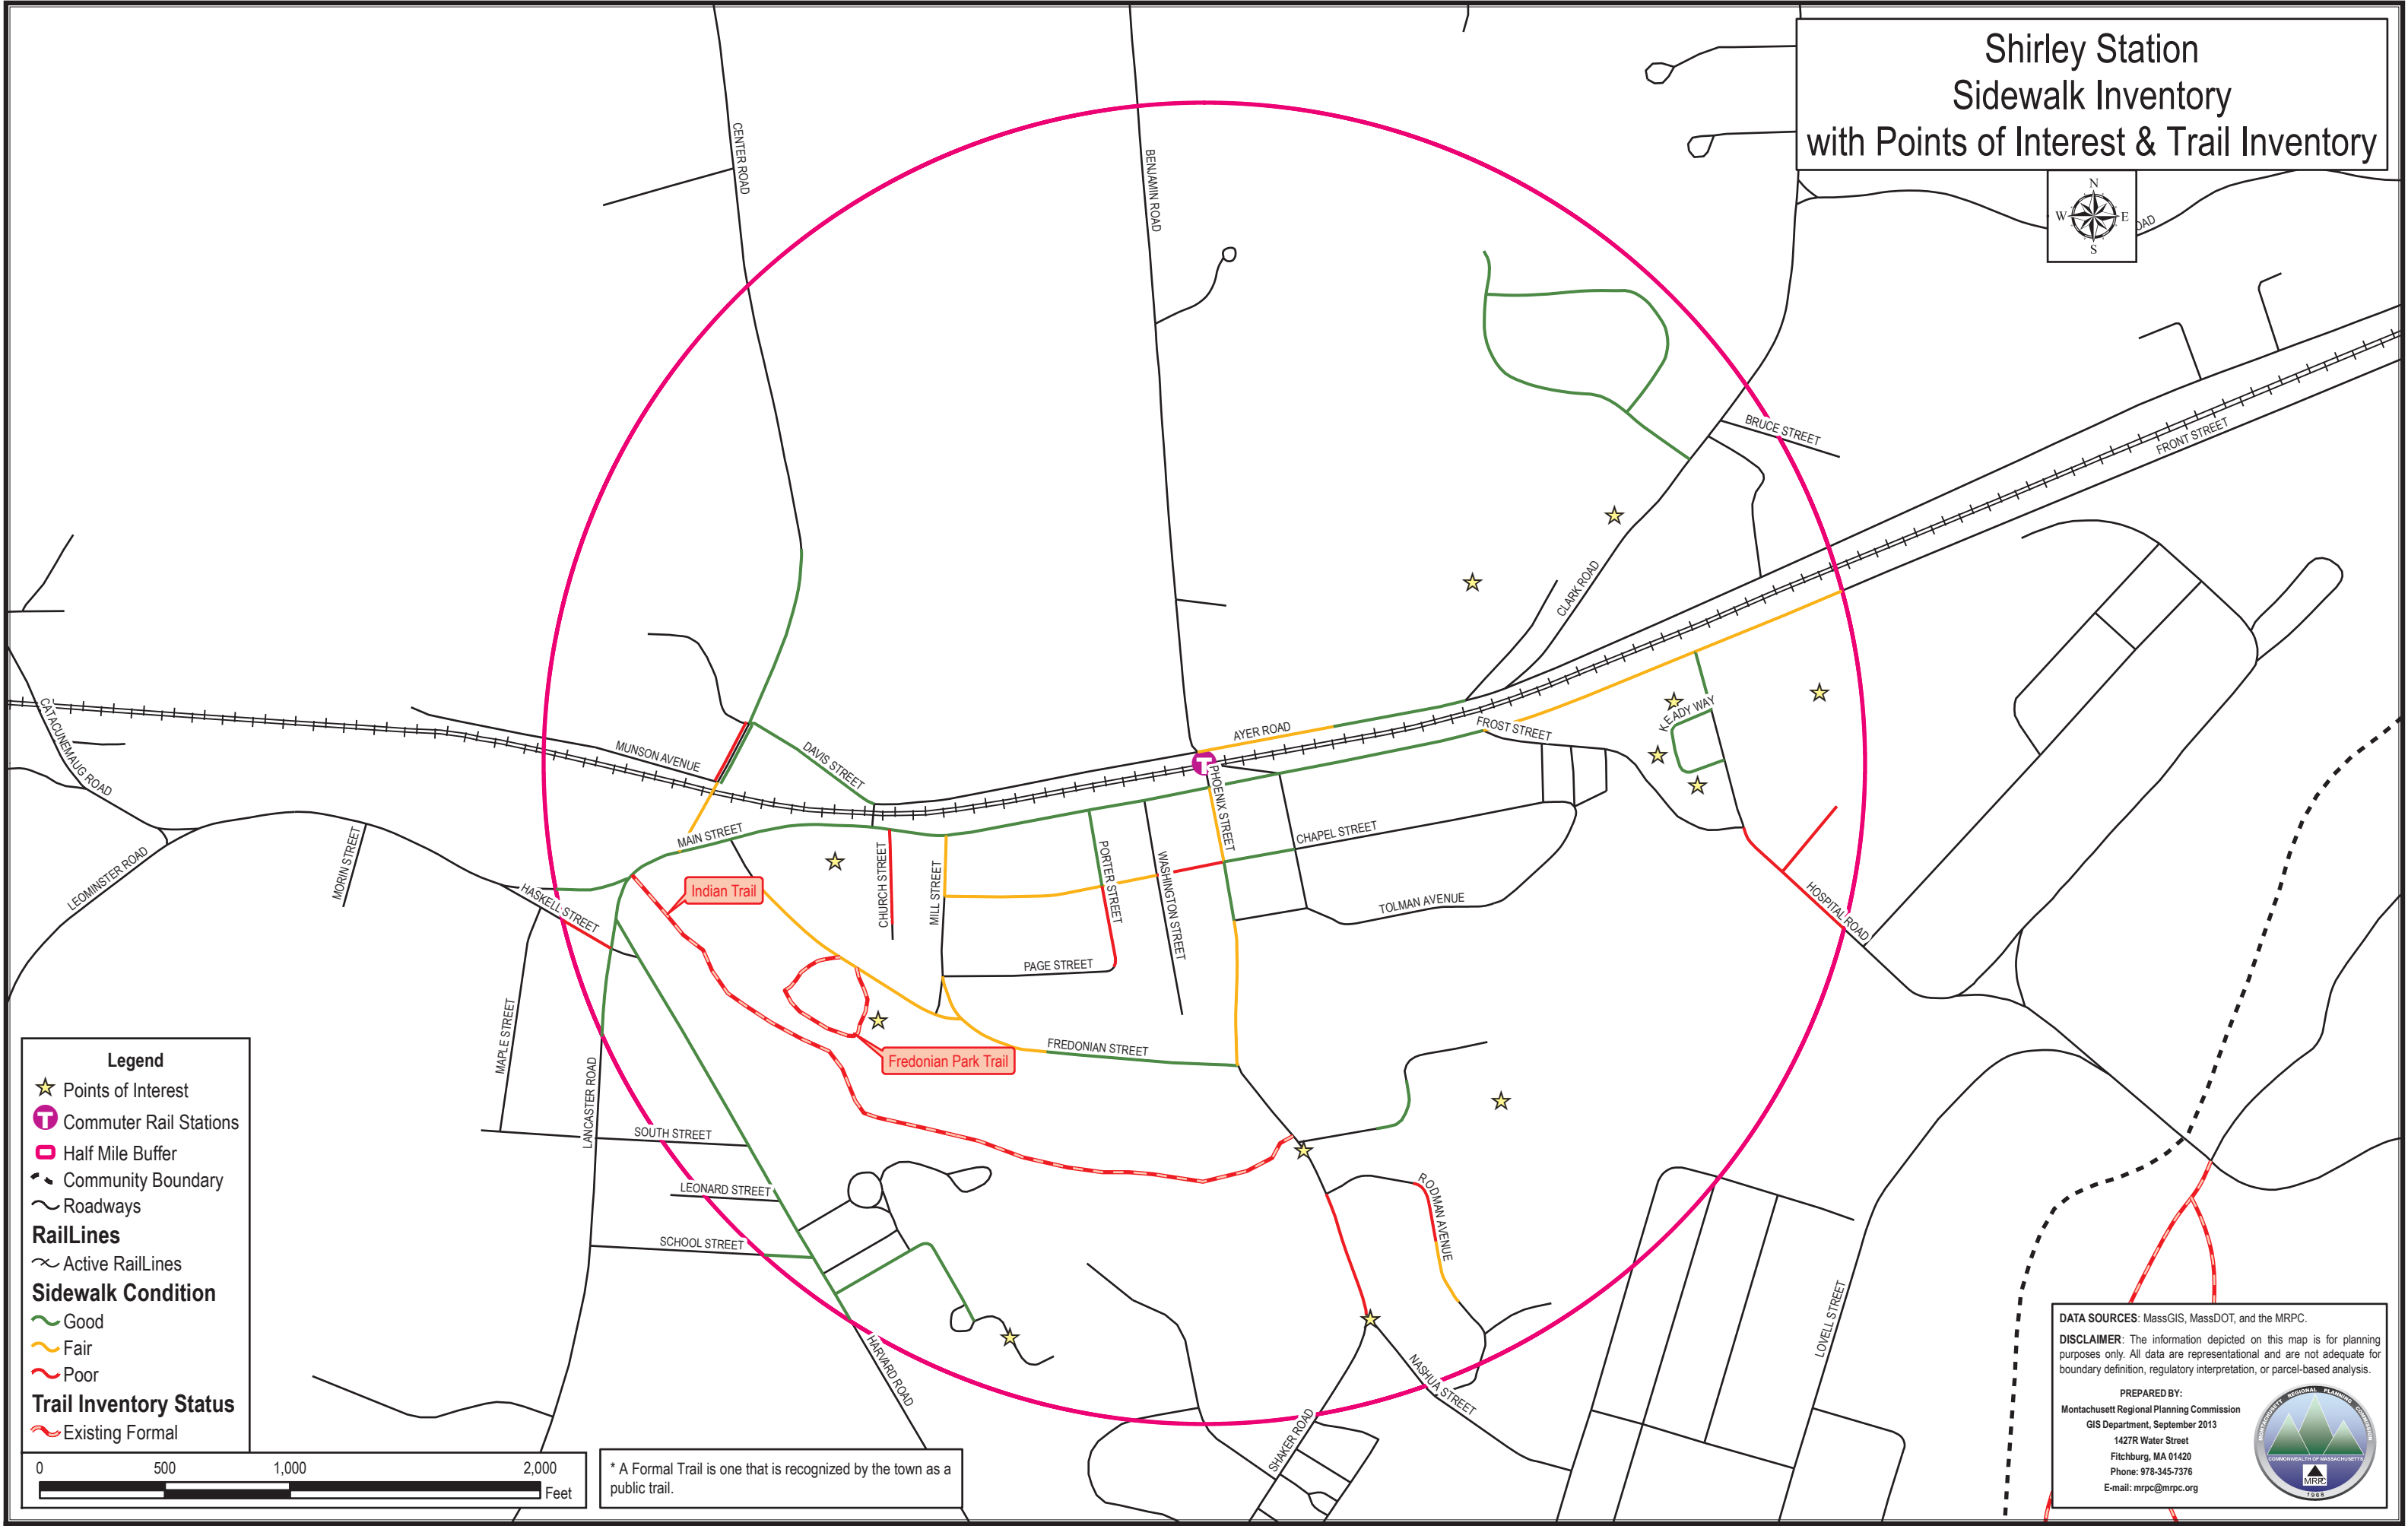 Shirley Station
Sidewalk Inventory
with Points of Interest & Trail Inventory
N
W E
S
OAD
CENTER ROAD
BENJAMIN ROAD
BRUCE STREET
FRONT STREET
CLARK ROAD
CATACUNEMAUG ROAD
MUNSON AVENUE
DAVIS STREET
AYER ROAD
FROST STREET
KEADY WAY
T
PHOENIX STREET
MAIN STREET
CHAPEL STREET
LEOMINSTER ROAD
MORIN STREET
HASKELL STREET
Indian Trail
CHURCH STREET
MILL STREET
PORTER STREET
WASHINGTON STREET
TOLMAN AVENUE
HOSPITAL ROAD
PAGE STREET
MAPLE STREET
LANCASTER ROAD
FREDONIAN STREET
Fredonian Park Trail
SOUTH STREET
LEONARD STREET
SCHOOL STREET
RODMAN AVENUE
HARVARD ROAD
NASHUA STREET
SHAKER ROAD
LOVELL STREET
Legend
Points of Interest
T Commuter Rail Stations
Half Mile Buffer
Community Boundary
Roadways
RailLines
Active RailLines
Sidewalk Condition
Good
Fair
Poor
Trail Inventory Status
Existing Formal
0 500 1,000 2,000
Feet
* A Formal Trail is one that is recognized by the town as a
public trail.
DATA SOURCES: MassGIS, MassDOT, and the MRPC.
DISCLAIMER: The information depicted on this map is for planning
purposes only. All data are representational and are not adequate for
boundary definition, regulatory interpretation, or parcel-based analysis.
PREPARED BY:
Montachusett Regional Planning Commission
GIS Department, September 2013
1427R Water Street
Fitchburg, MA 01420
Phone: 978-345-7376
E-mail: mrpc@mrpc.org
MONTACHUSETT REGIONAL PLANNING COMMISSION
COMMONWEALTH OF MASSACHUSETTS
MRPC
1968